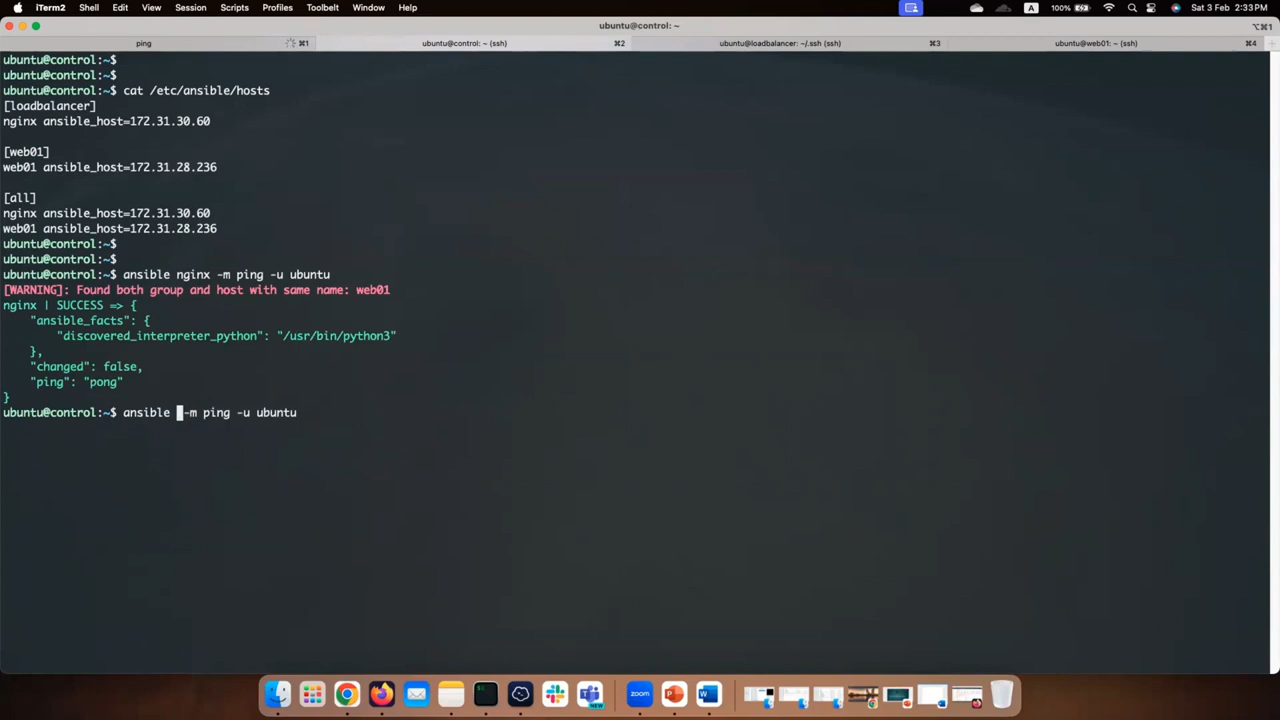 iTerm2 Shell Edit View Session Scripts Profiles Toolbelt Window Help 100% A Sat 3 Feb 2:33 PM
ubuntu@control: ~ ⌥⌘1
ping ⌘1 ubuntu@control: ~ (ssh) ⌘2 ubuntu@loadbalancer: ~/.ssh (ssh) ⌘3 ubuntu@web01: ~ (ssh) ⌘4
ubuntu@control:~$
ubuntu@control:~$
ubuntu@control:~$ cat /etc/ansible/hosts
[loadbalancer]
nginx ansible_host=172.31.30.60
[web01]
web01 ansible_host=172.31.28.236
[all]
nginx ansible_host=172.31.30.60
web01 ansible_host=172.31.28.236
ubuntu@control:~$
ubuntu@control:~$
ubuntu@control:~$ ansible nginx -m ping -u ubuntu
[WARNING]: Found both group and host with same name: web01
nginx | SUCCESS => {
"ansible_facts": {
"discovered_interpreter_python": "/usr/bin/python3"
},
"changed": false,
"ping": "pong"
}
ubuntu@control:~$ ansible -m ping -u ubuntu
zoom
NEW